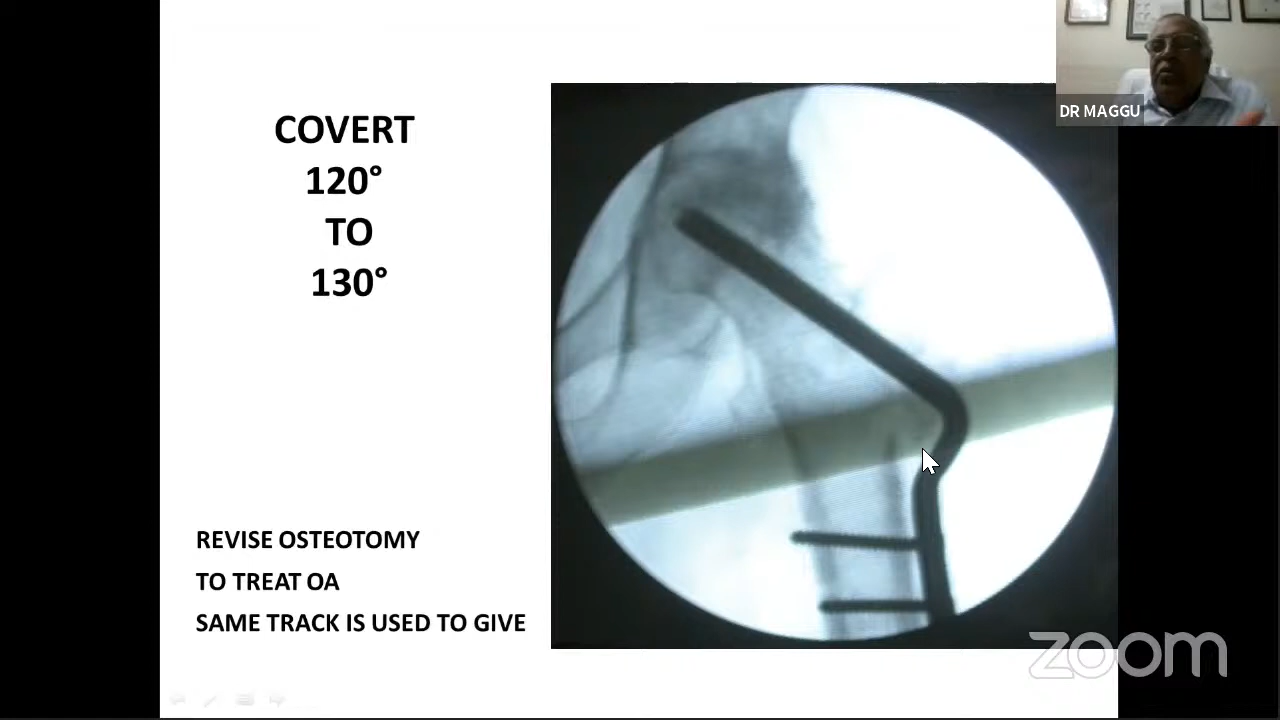 DR MAGGU
COVERT
120°
TO
130°
REVISE OSTEOTOMY
TO TREAT OA
SAME TRACK IS USED TO GIVE
zoom